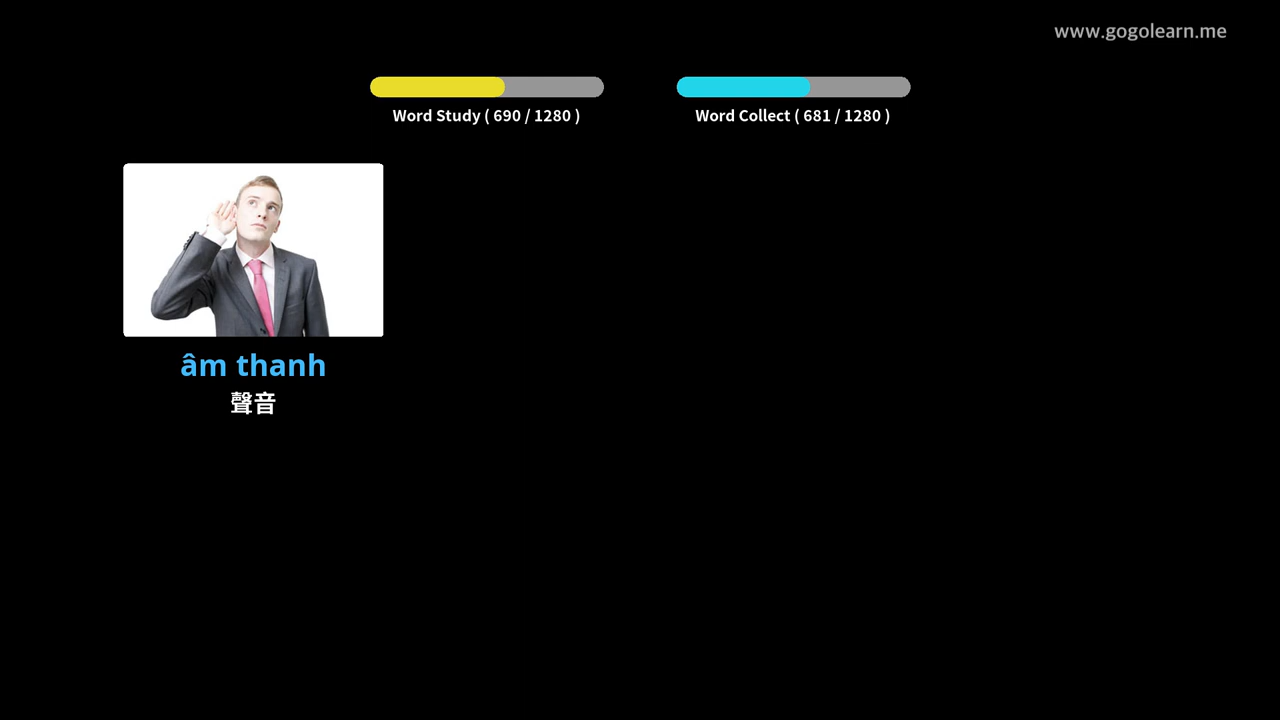 www.gogolearn.me
Word Study ( 690 / 1280 )
Word Collect ( 681 / 1280 )
âm thanh
聲音